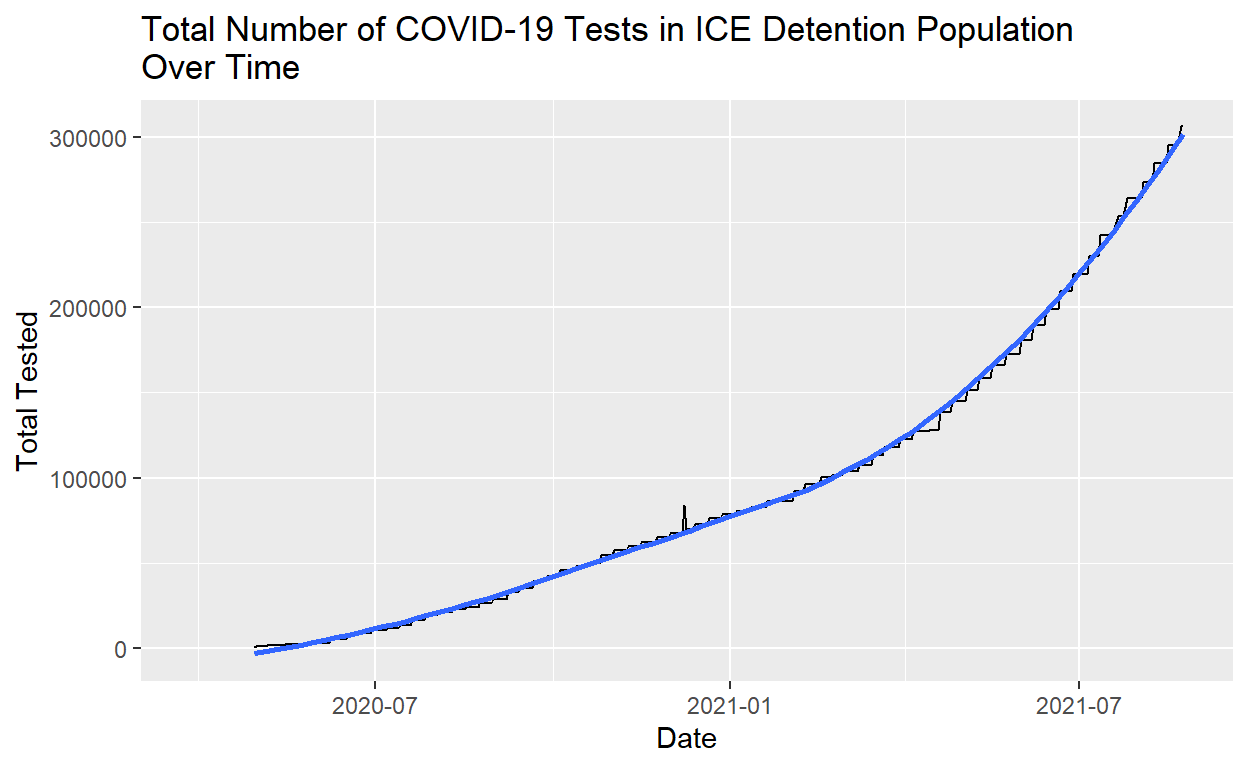 Total Number of COVID-19 Tests in ICE Detention Population
Over Time
Total Tested
300000
200000
100000
0
2020-07
2021-01
2021-07
Date